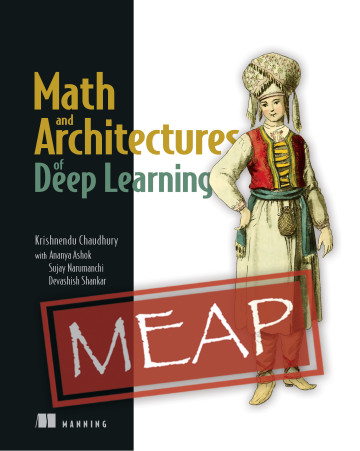 Math
and
Architectures
of
Deep Learning
Krishnendu Chaudhury
with Ananya Ashok
Sujay Narumanchi
Devashish Shankar
MEAP
MANNING